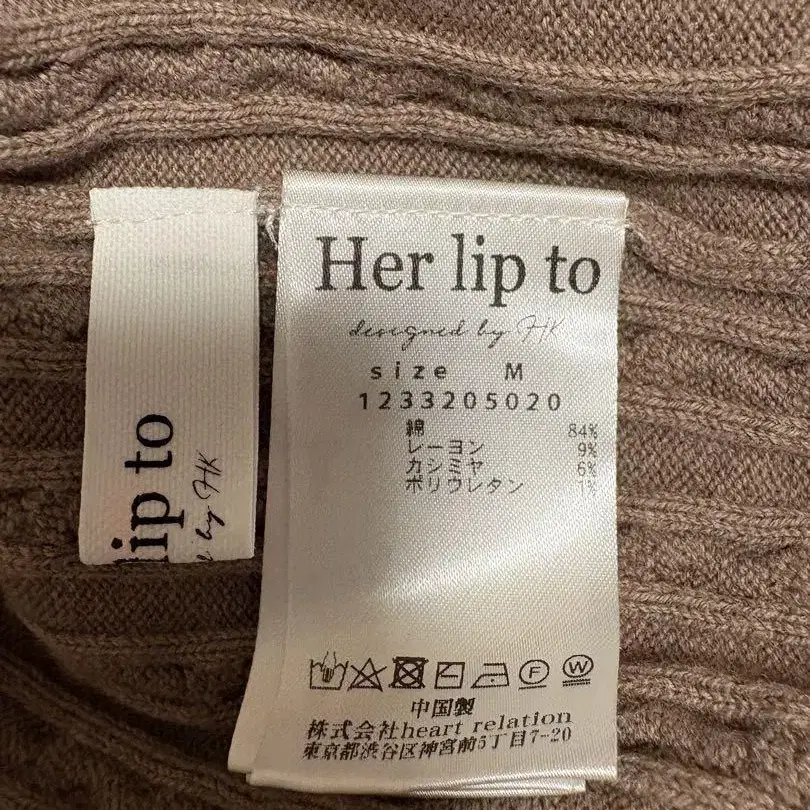 lip to
by HK
Her lip to
designed by HK
size M
1233205020
綿 84%
レーヨン 9%
カシミヤ 6%
ポリウレタン 1%
F
W
中国製
株式会社heart relation
東京都渋谷区神宮前5丁目7-20